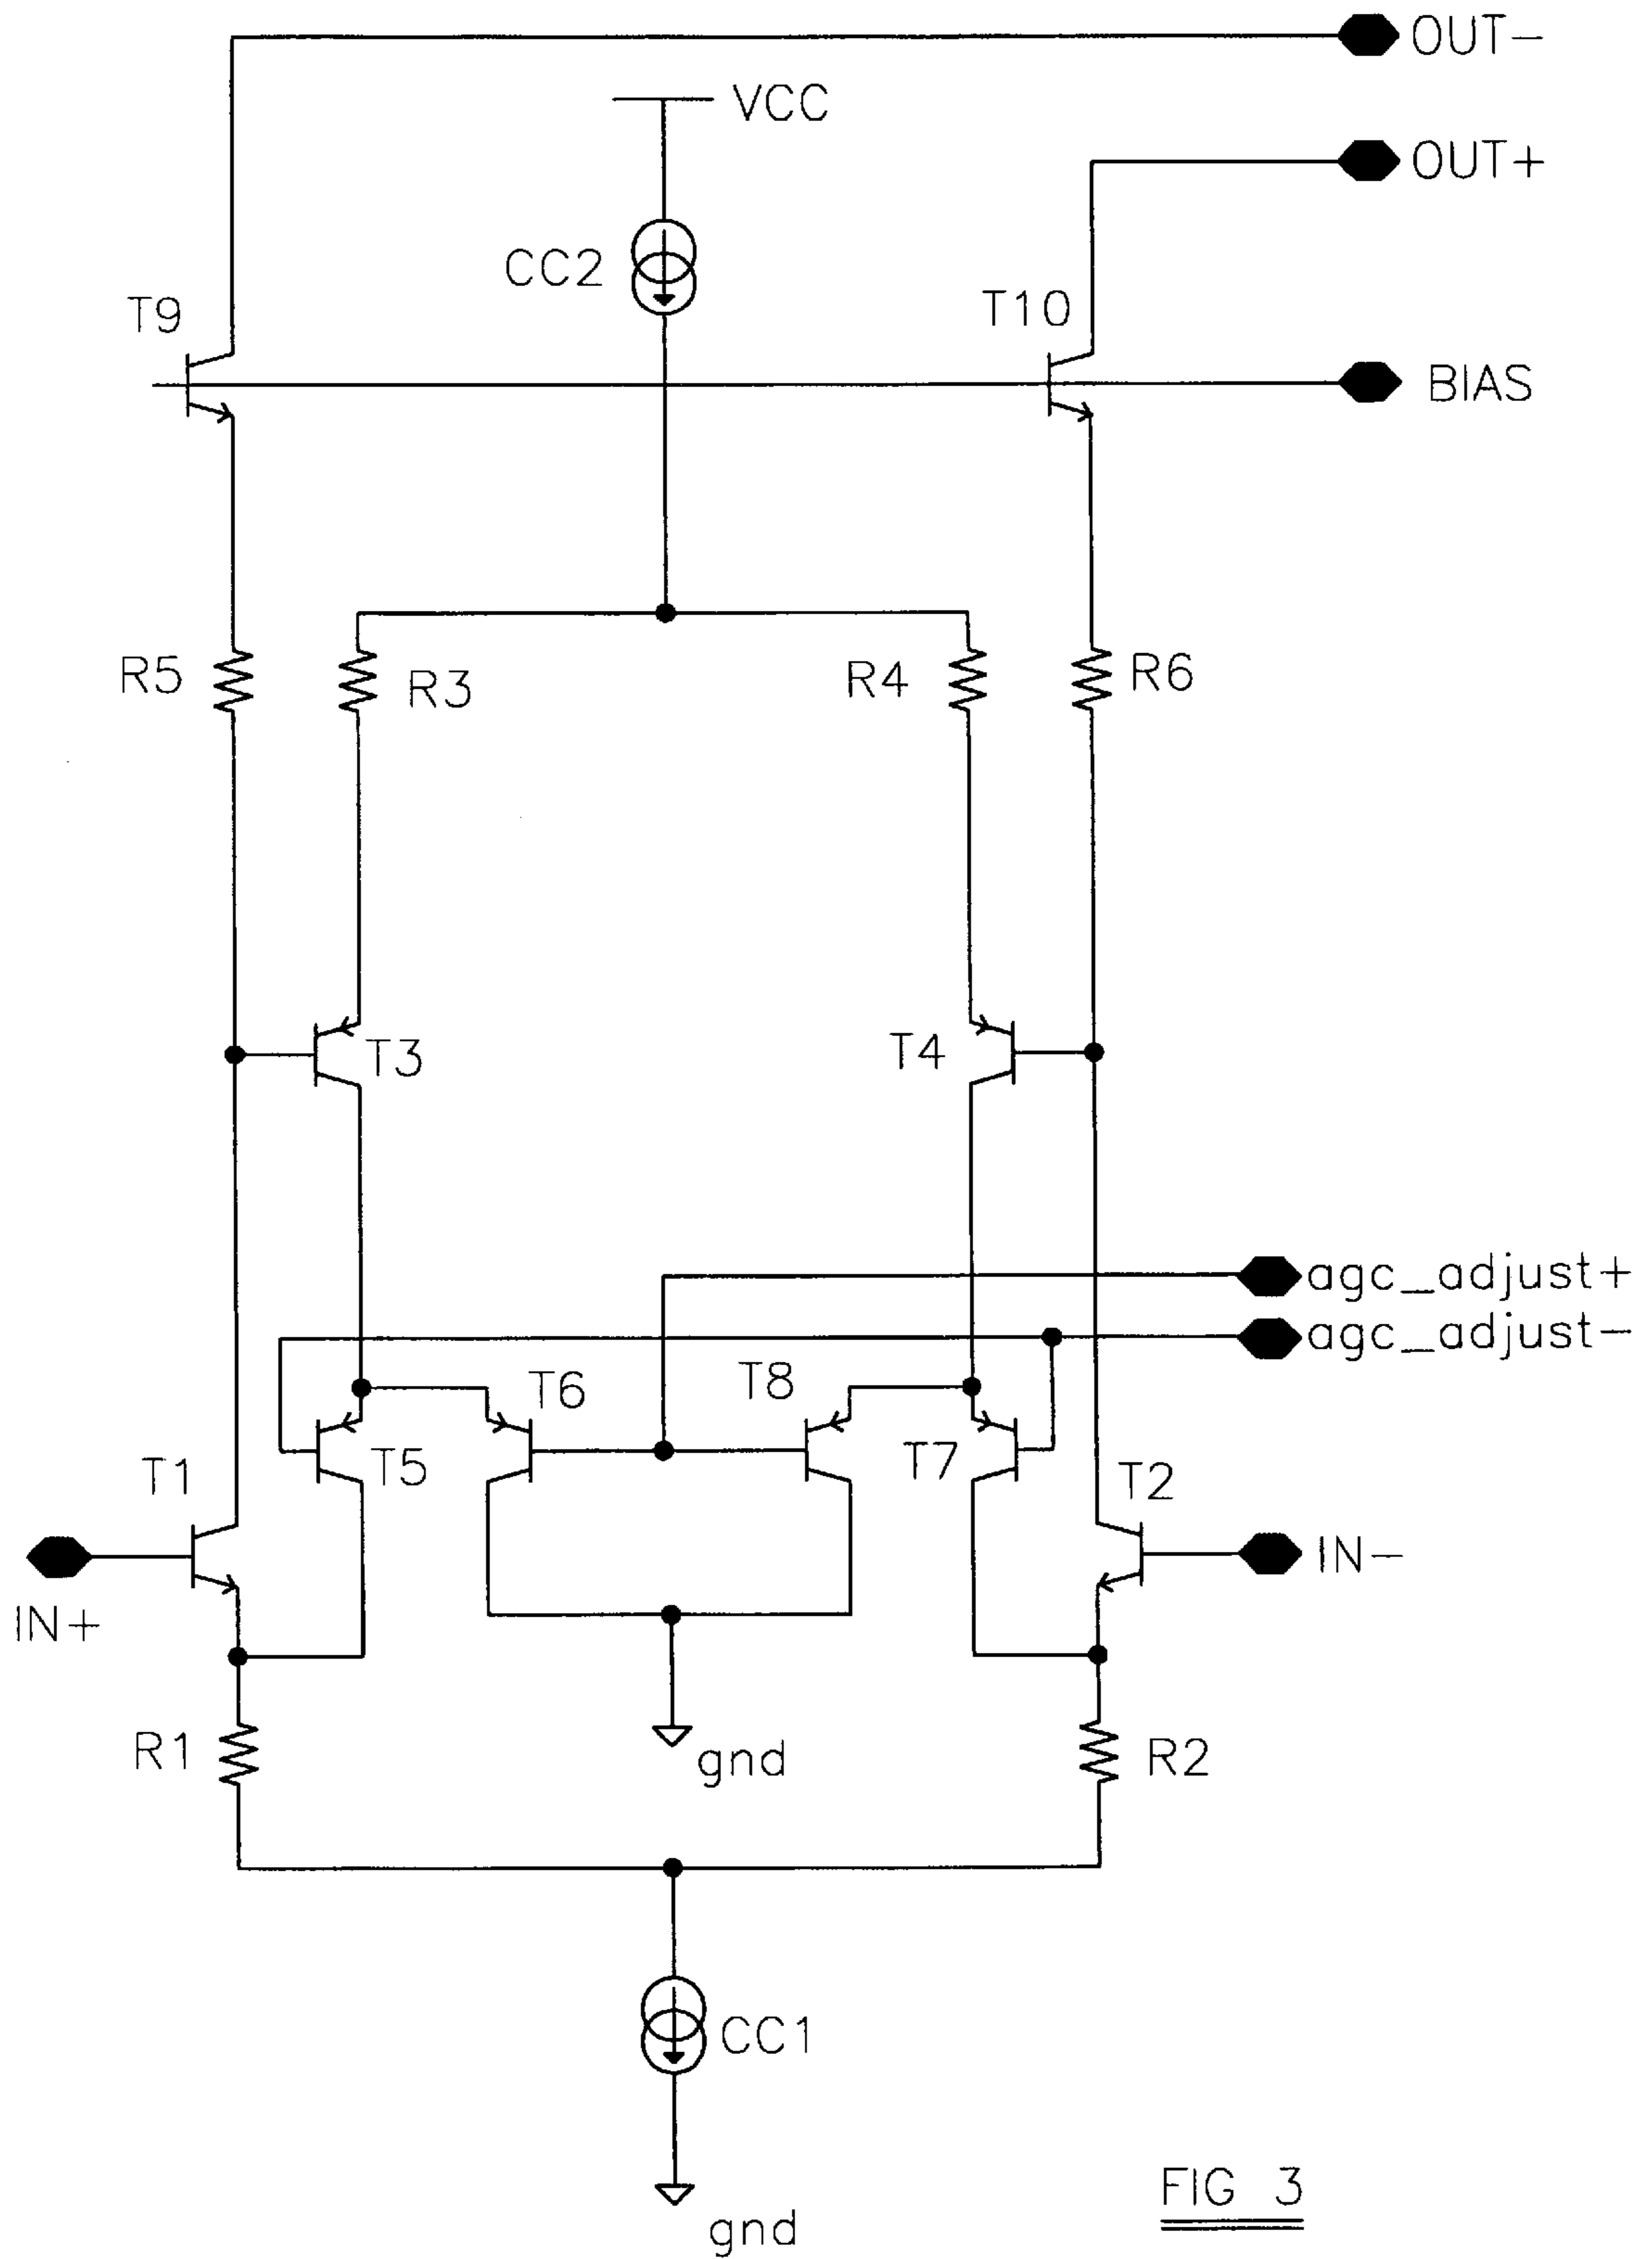 OUT-
VCC
OUT+
CC2
T9
T10
BIAS
R5
R3
R4
R6
T3
T4
agc_adjust+
agc_adjust-
T6
T8
T5
T7
T1
T2
IN-
IN+
R1
gnd
R2
CC1
FIG 3
gnd